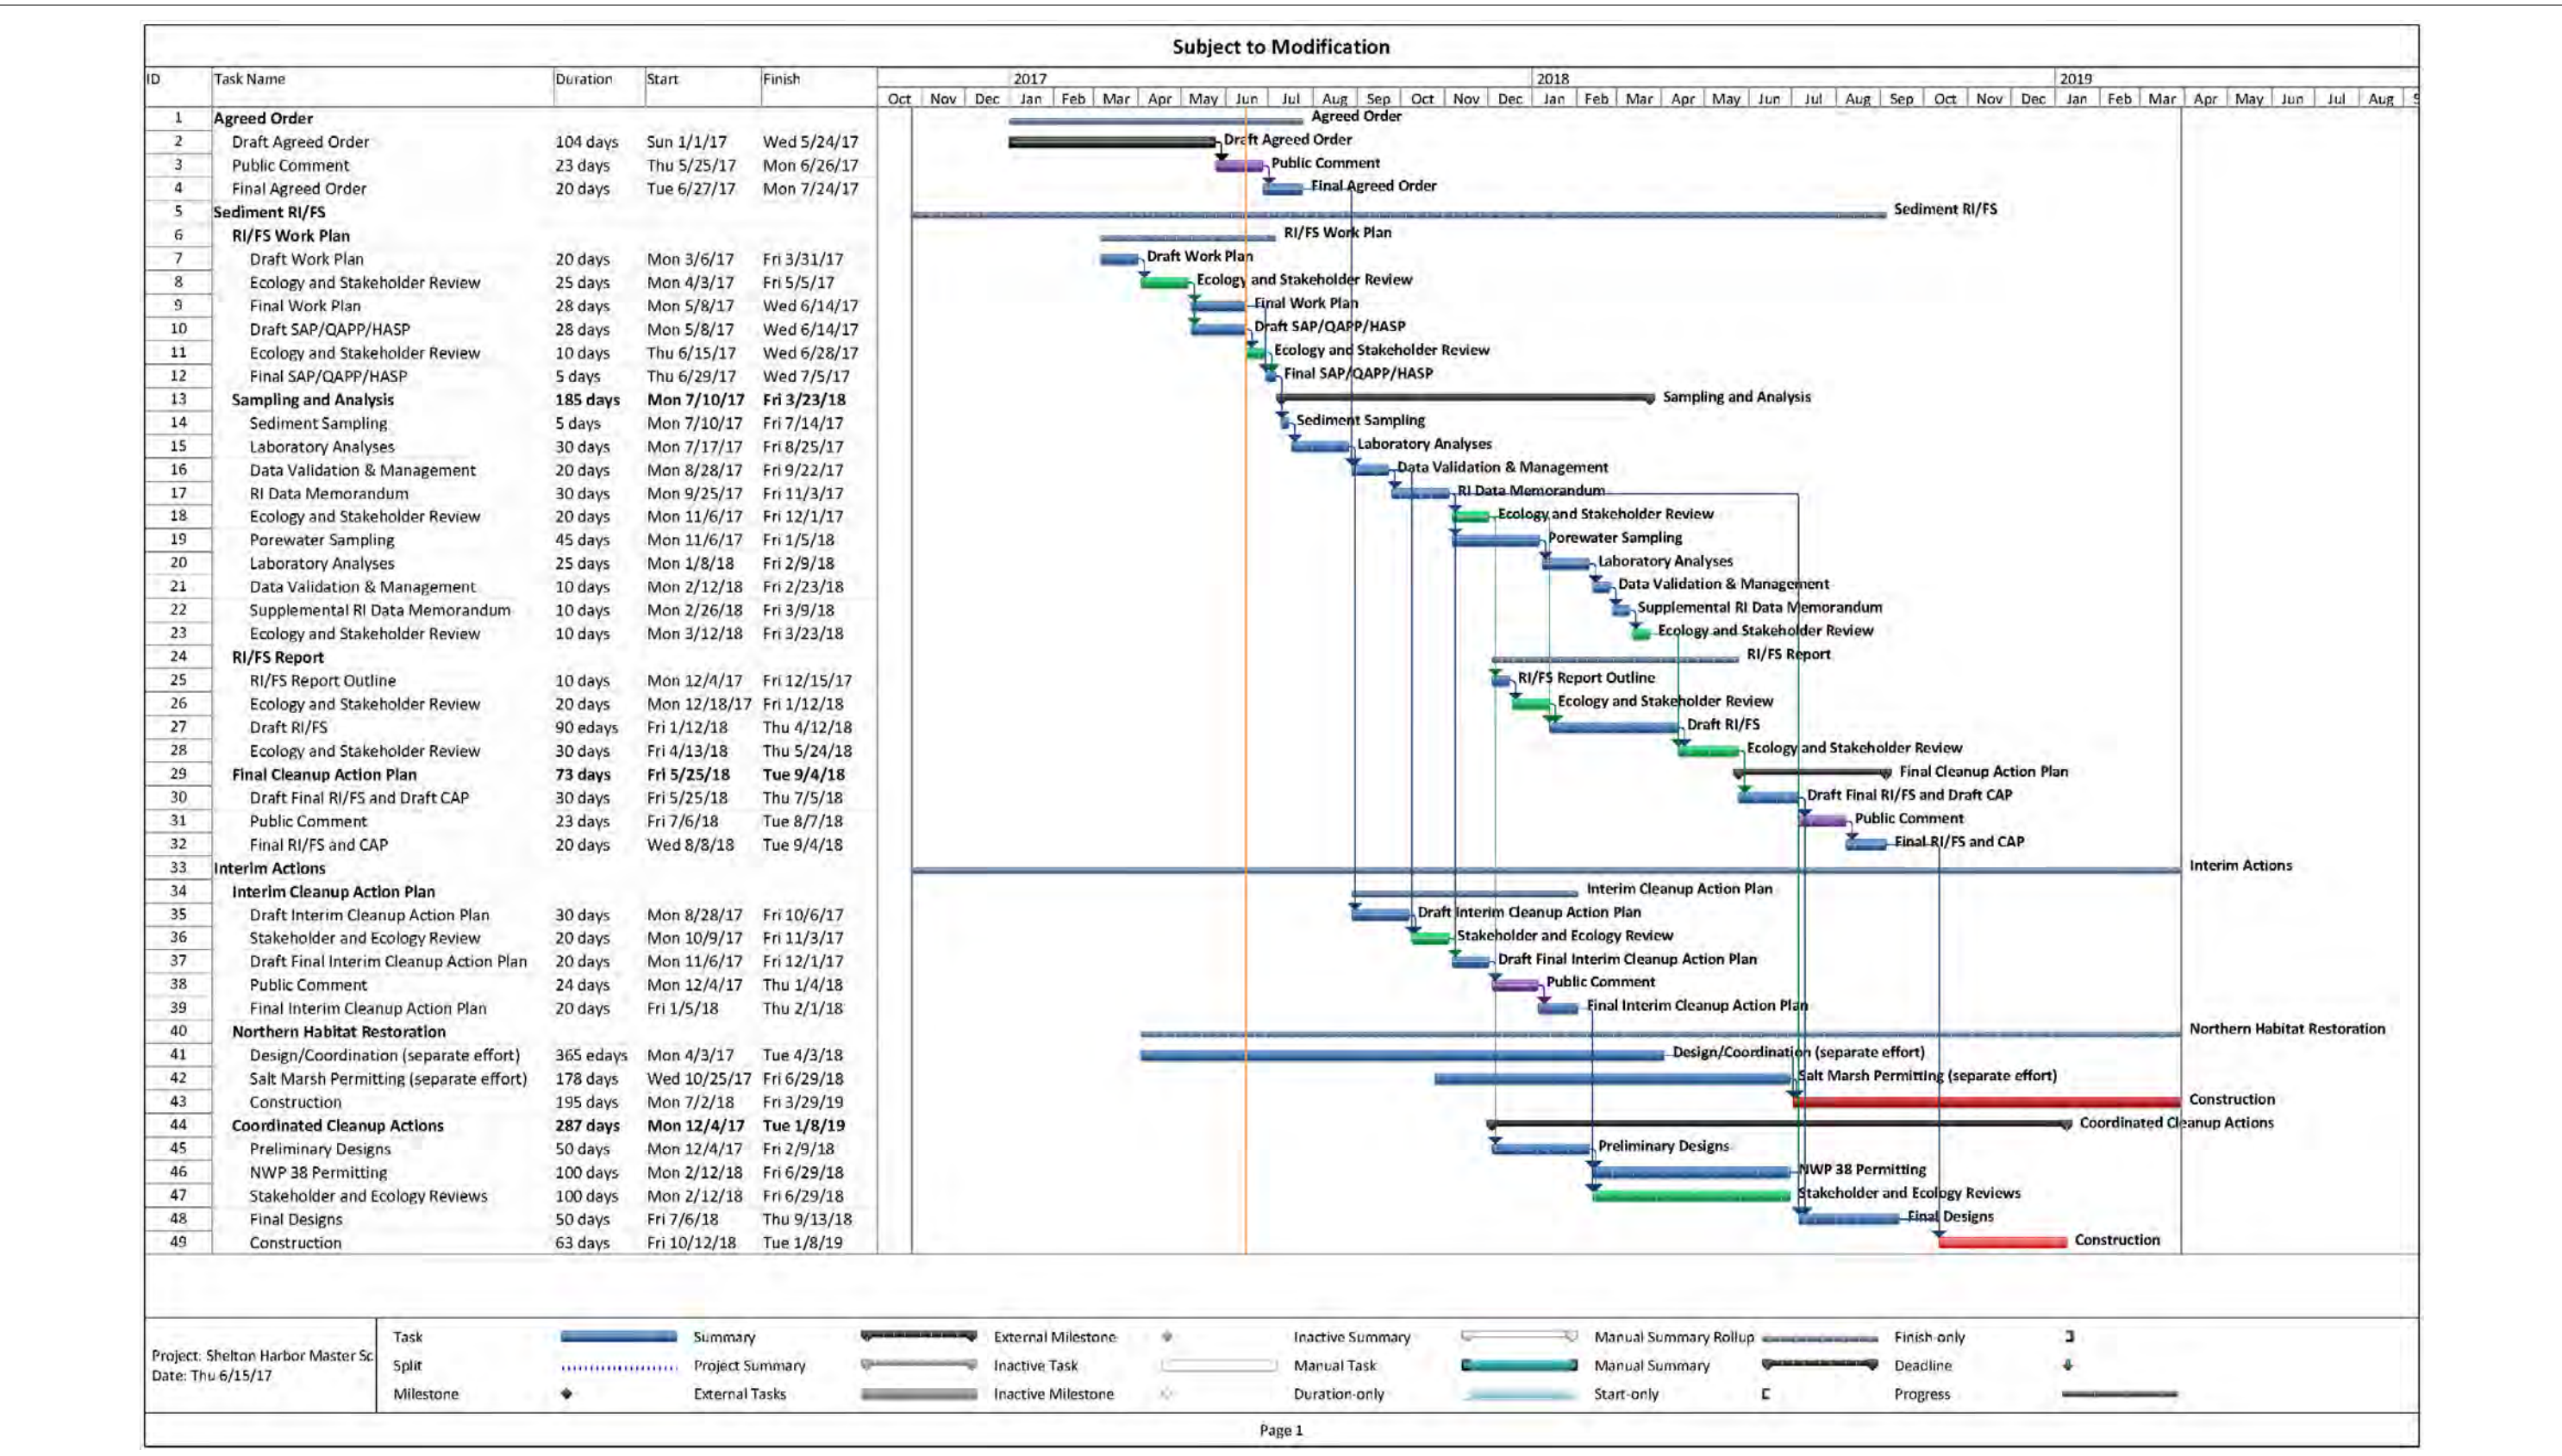 Subject to Modification
ID Task Name Duration Start Finish 2017 2018 2019
Oct Nov Dec Jan Feb Mar Apr May Jun Jul Aug Sep Oct Nov Dec Jan Feb Mar Apr May Jun Jul Aug Sep Oct Nov Dec Jan Feb Mar Apr May Jun Jul Aug
1 Agreed Order Agreed Order
2 Draft Agreed Order 104 days Sun 1/1/17 Wed 5/24/17 Draft Agreed Order
3 Public Comment 23 days Thu 5/25/17 Mon 6/26/17 Public Comment
4 Final Agreed Order 20 days Tue 6/27/17 Mon 7/24/17 Final Agreed Order
5 Sediment RI/FS Sediment RI/FS
6 RI/FS Work Plan RI/FS Work Plan
7 Draft Work Plan 20 days Mon 3/6/17 Fri 3/31/17 Draft Work Plan
8 Ecology and Stakeholder Review 25 days Mon 4/3/17 Fri 5/5/17 Ecology and Stakeholder Review
9 Final Work Plan 28 days Mon 5/8/17 Wed 6/14/17 Final Work Plan
10 Draft SAP/QAPP/HASP 28 days Mon 5/8/17 Wed 6/14/17 Draft SAP/QAPP/HASP
11 Ecology and Stakeholder Review 10 days Thu 6/15/17 Wed 6/28/17 Ecology and Stakeholder Review
12 Final SAP/QAPP/HASP 5 days Thu 6/29/17 Wed 7/5/17 Final SAP/QAPP/HASP
13 Sampling and Analysis 185 days Mon 7/10/17 Fri 3/23/18 Sampling and Analysis
14 Sediment Sampling 5 days Mon 7/10/17 Fri 7/14/17 Sediment Sampling
15 Laboratory Analyses 30 days Mon 7/17/17 Fri 8/25/17 Laboratory Analyses
16 Data Validation & Management 20 days Mon 8/28/17 Fri 9/22/17 Data Validation & Management
17 RI Data Memorandum 30 days Mon 9/25/17 Fri 11/3/17 RI Data Memorandum
18 Ecology and Stakeholder Review 20 days Mon 11/6/17 Fri 12/1/17 Ecology and Stakeholder Review
19 Porewater Sampling 45 days Mon 11/6/17 Fri 1/5/18 Porewater Sampling
20 Laboratory Analyses 25 days Mon 1/8/18 Fri 2/9/18 Laboratory Analyses
21 Data Validation & Management 10 days Mon 2/12/18 Fri 2/23/18 Data Validation & Management
22 Supplemental RI Data Memorandum 10 days Mon 2/26/18 Fri 3/9/18 Supplemental RI Data Memorandum
23 Ecology and Stakeholder Review 10 days Mon 3/12/18 Fri 3/23/18 Ecology and Stakeholder Review
24 RI/FS Report RI/FS Report
25 RI/FS Report Outline 10 days Mon 12/4/17 Fri 12/15/17 RI/FS Report Outline
26 Ecology and Stakeholder Review 20 days Mon 12/18/17 Fri 1/12/18 Ecology and Stakeholder Review
27 Draft RI/FS 90 edays Fri 1/12/18 Thu 4/12/18 Draft RI/FS
28 Ecology and Stakeholder Review 30 days Fri 4/13/18 Thu 5/24/18 Ecology and Stakeholder Review
29 Final Cleanup Action Plan 73 days Fri 5/25/18 Tue 9/4/18 Final Cleanup Action Plan
30 Draft Final RI/FS and Draft CAP 30 days Fri 5/25/18 Thu 7/5/18 Draft Final RI/FS and Draft CAP
31 Public Comment 23 days Fri 7/6/18 Tue 8/7/18 Public Comment
32 Final RI/FS and CAP 20 days Wed 8/8/18 Tue 9/4/18 Final RI/FS and CAP
33 Interim Actions Interim Actions
34 Interim Cleanup Action Plan Interim Cleanup Action Plan
35 Draft Interim Cleanup Action Plan 30 days Mon 8/28/17 Fri 10/6/17 Draft Interim Cleanup Action Plan
36 Stakeholder and Ecology Review 20 days Mon 10/9/17 Fri 11/3/17 Stakeholder and Ecology Review
37 Draft Final Interim Cleanup Action Plan 20 days Mon 11/6/17 Fri 12/1/17 Draft Final Interim Cleanup Action Plan
38 Public Comment 24 days Mon 12/4/17 Thu 1/4/18 Public Comment
39 Final Interim Cleanup Action Plan 20 days Fri 1/5/18 Thu 2/1/18 Final Interim Cleanup Action Plan
40 Northern Habitat Restoration Northern Habitat Restoration
41 Design/Coordination (separate effort) 365 edays Mon 4/3/17 Tue 4/3/18 Design/Coordination (separate effort)
42 Salt Marsh Permitting (separate effort) 178 days Wed 10/25/17 Fri 6/29/18 Salt Marsh Permitting (separate effort)
43 Construction 195 days Mon 7/2/18 Fri 3/29/19 Construction
44 Coordinated Cleanup Actions 287 days Mon 12/4/17 Tue 1/8/19 Coordinated Cleanup Actions
45 Preliminary Designs 50 days Mon 12/4/17 Fri 2/9/18 Preliminary Designs
46 NWP 38 Permitting 100 days Mon 2/12/18 Fri 6/29/18 NWP 38 Permitting
47 Stakeholder and Ecology Reviews 100 days Mon 2/12/18 Fri 6/29/18 Stakeholder and Ecology Reviews
48 Final Designs 50 days Fri 7/6/18 Thu 9/13/18 Final Designs
49 Construction 63 days Fri 10/12/18 Tue 1/8/19 Construction
Project: Shelton Harbor Master Sc
Date: Thu 6/15/17
Task Summary External Milestone Inactive Summary Manual Summary Rollup Finish-only
Split Project Summary Inactive Task Manual Task Manual Summary Deadline
Milestone External Tasks Inactive Milestone Duration-only Start-only Progress
Page 1